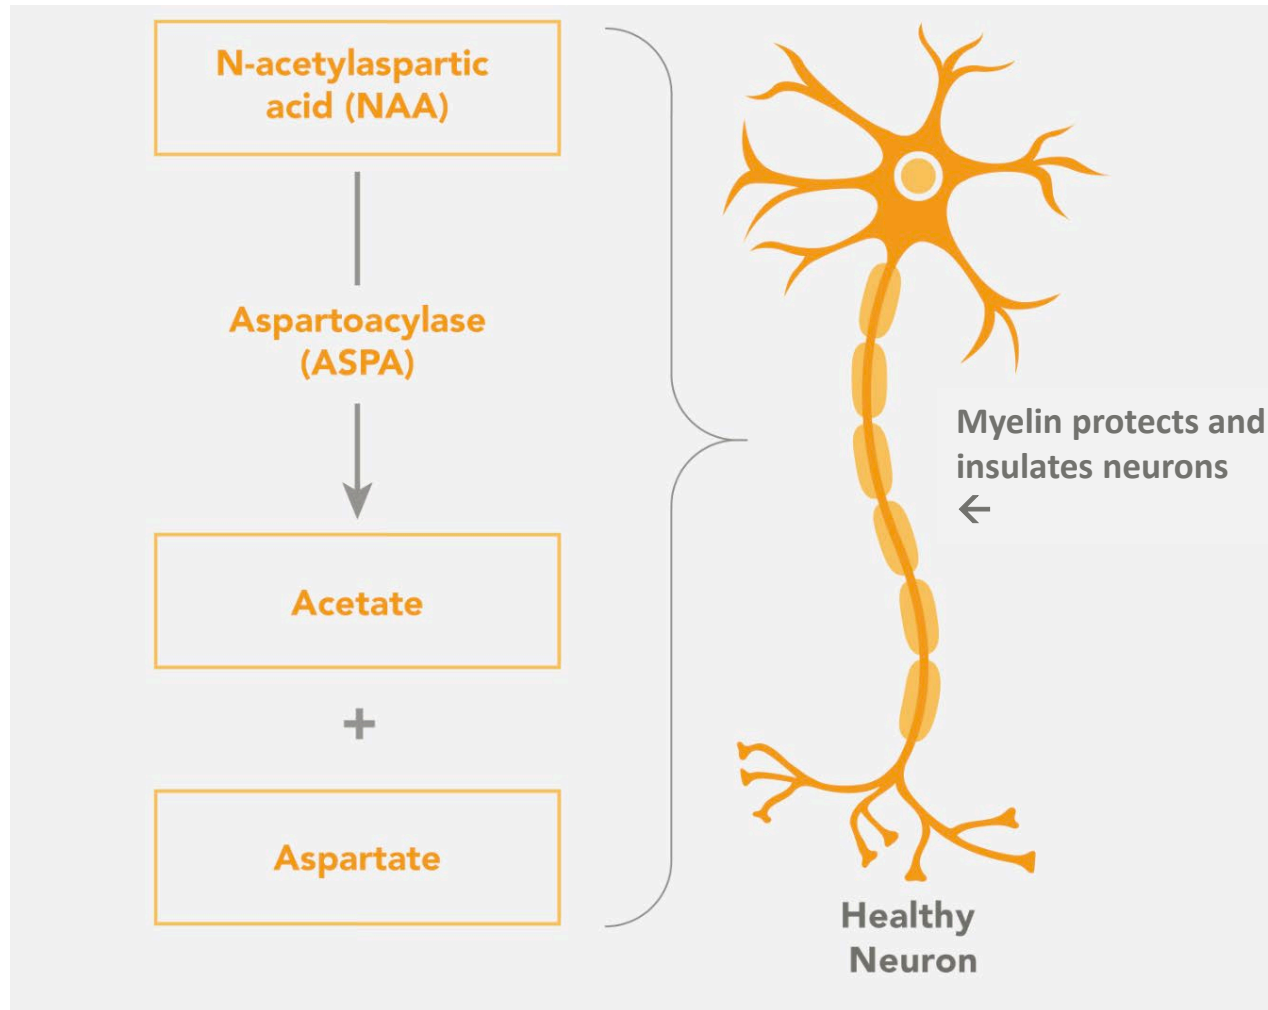 N-acetylaspartic
acid (NAA)
Aspartoacylase
(ASPA)
Acetate
+
Aspartate
Myelin protects and
insulates neurons
←
Healthy
Neuron